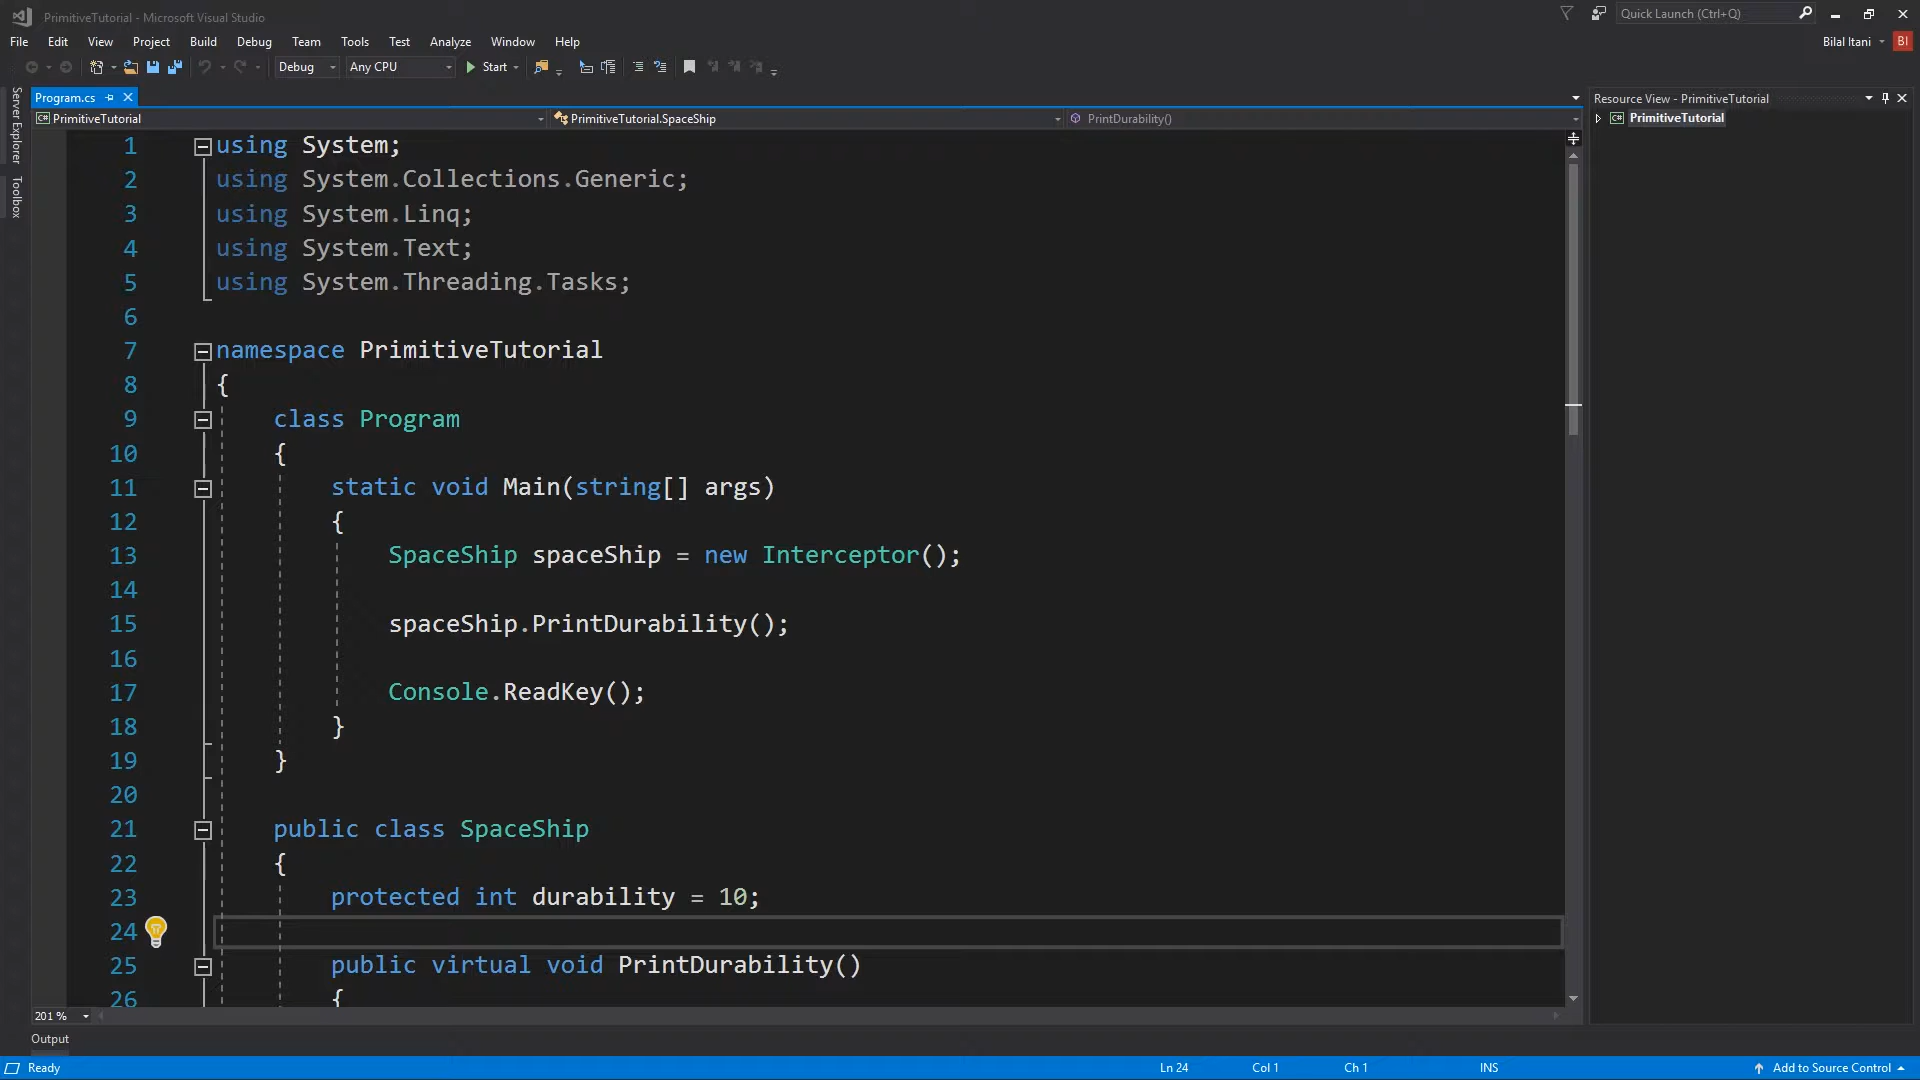 PrimitiveTutorial - Microsoft Visual Studio
Quick Launch (Ctrl+Q)
File Edit View Project Build Debug Team Tools Test Analyze Window Help
Bilal Itani BI
Debug Any CPU Start
Server Explorer
Toolbox
Program.cs
Resource View - PrimitiveTutorial
PrimitiveTutorial PrimitiveTutorial.SpaceShip PrintDurability()
PrimitiveTutorial
1 using System;
2 using System.Collections.Generic;
3 using System.Linq;
4 using System.Text;
5 using System.Threading.Tasks;
6
7 namespace PrimitiveTutorial
8 {
9 class Program
10 {
11 static void Main(string[] args)
12 {
13 SpaceShip spaceShip = new Interceptor();
14
15 spaceShip.PrintDurability();
16
17 Console.ReadKey();
18 }
19 }
20
21 public class SpaceShip
22 {
23 protected int durability = 10;
24
25 public virtual void PrintDurability()
26 {
201 %
Output
Ready Ln 24 Col 1 Ch 1 INS Add to Source Control